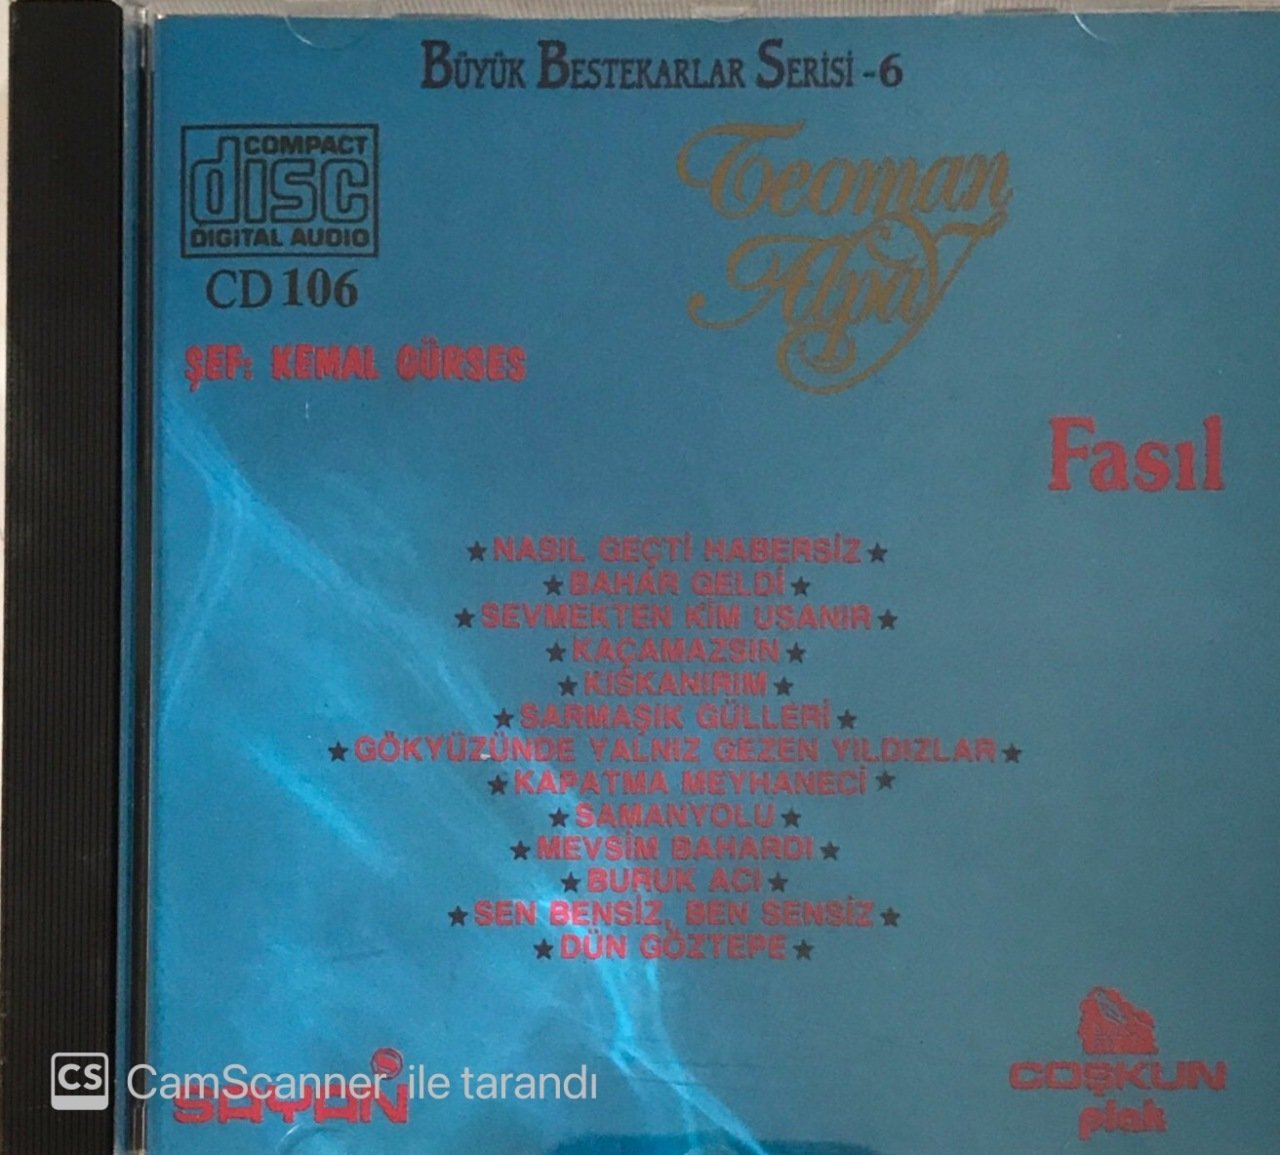 BÜYÜK BESTEKARLAR SERİSİ -6
COMPACT
disc
DIGITAL AUDIO
CD 106
Teoman
Alpay
ŞEF: KEMAL GÜRSES
Fasıl
★ NASIL GEÇTİ HABERSİZ ★
★ BAHAR GELDİ ★
★ SEVMEKTEN KİM USANIR ★
★ KAÇAMAZSIN ★
★ KISKANIRIM ★
★ SARMAŞIK GÜLLERİ ★
★ GÖKYÜZÜNDE YALNIZ GEZEN YILDIZLAR ★
★ KAPATMA MEYHANECİ ★
★ SAMANYOLU ★
★ MEVSİM BAHARDI ★
★ BURUK ACI ★
★ SEN BENSİZ, BEN SENSİZ ★
★ DÜN GÖZTEPE ★
CS CamScanner ile tarandı
SAYAN
COŞKUN
plak